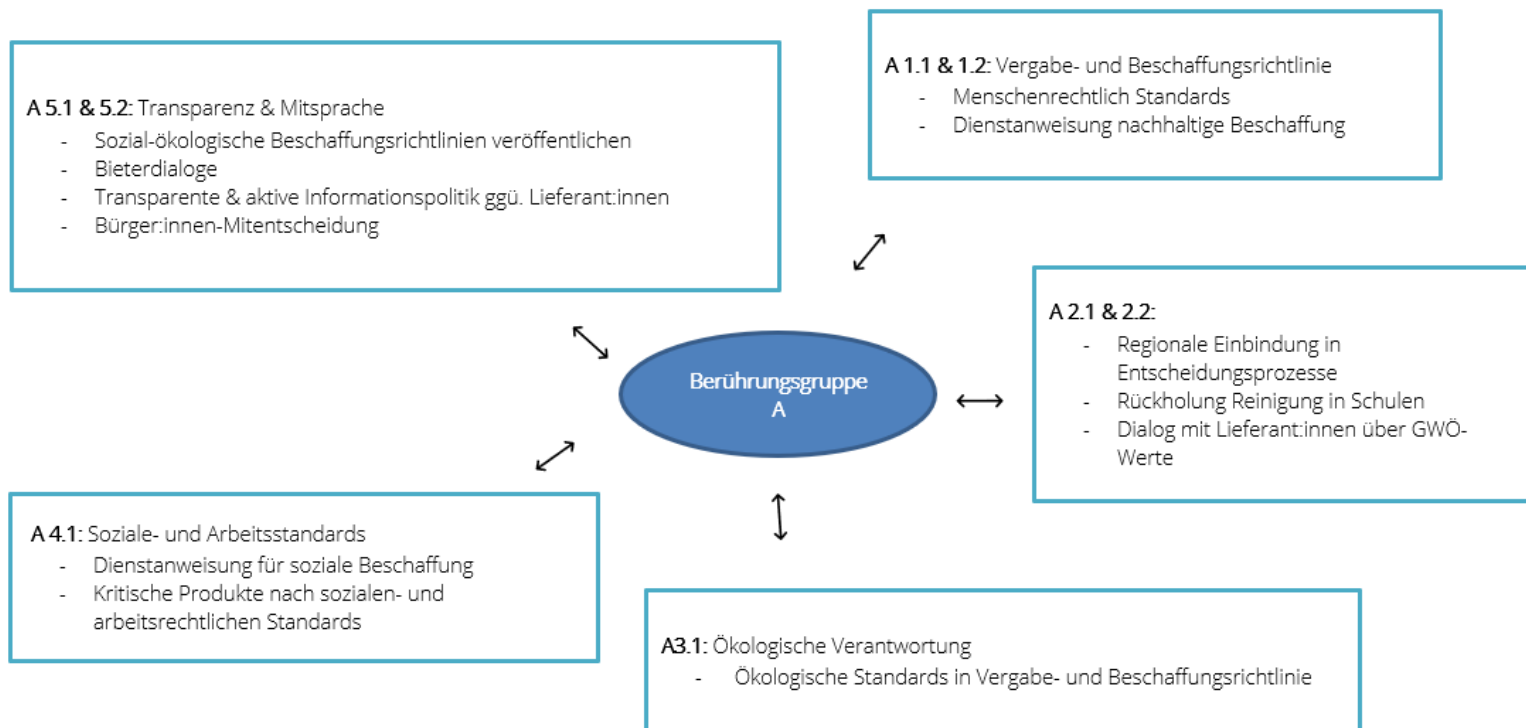 A 5.1 & 5.2: Transparenz & Mitsprache
- Sozial-ökologische Beschaffungsrichtlinien veröffentlichen
- Bieterdialoge
- Transparente & aktive Informationspolitik ggü. Lieferant:innen
- Bürger:innen-Mitentscheidung
A 1.1 & 1.2: Vergabe- und Beschaffungsrichtlinie
- Menschenrechtlich Standards
- Dienstanweisung nachhaltige Beschaffung
A 2.1 & 2.2:
- Regionale Einbindung in
Entscheidungsprozesse
- Rückholung Reinigung in Schulen
- Dialog mit Lieferant:innen über GWÖ-
Werte
Berührungsgruppe
A
A 4.1: Soziale- und Arbeitsstandards
- Dienstanweisung für soziale Beschaffung
- Kritische Produkte nach sozialen- und
arbeitsrechtlichen Standards
A3.1: Ökologische Verantwortung
- Ökologische Standards in Vergabe- und Beschaffungsrichtlinie